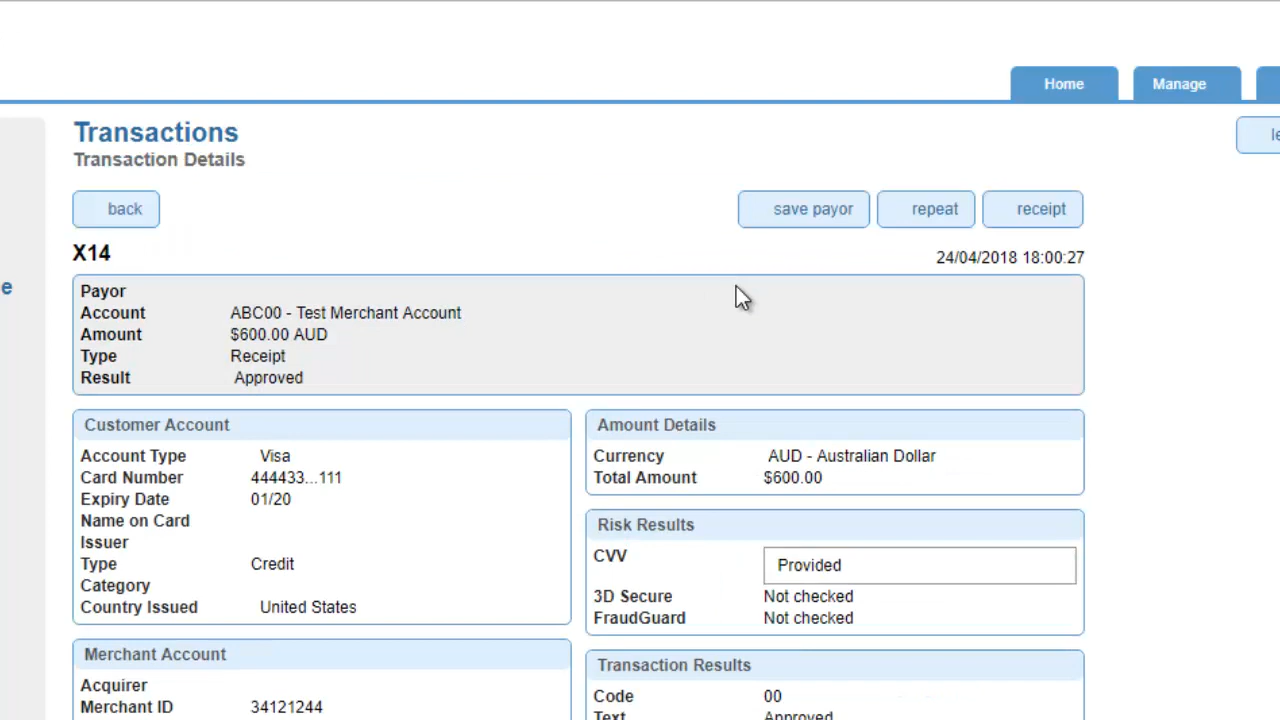 Home Manage
Transactions
Transaction Details
back save payor repeat receipt
X14 24/04/2018 18:00:27
e
Payor
Account ABC00 - Test Merchant Account
Amount $600.00 AUD
Type Receipt
Result Approved
Customer Account
Account Type Visa
Card Number 444433...111
Expiry Date 01/20
Name on Card
Issuer
Type Credit
Category
Country Issued United States
Amount Details
Currency AUD - Australian Dollar
Total Amount $600.00
Risk Results
CVV Provided
3D Secure Not checked
FraudGuard Not checked
Merchant Account
Acquirer
Merchant ID 34121244
Transaction Results
Code 00
Text Approved